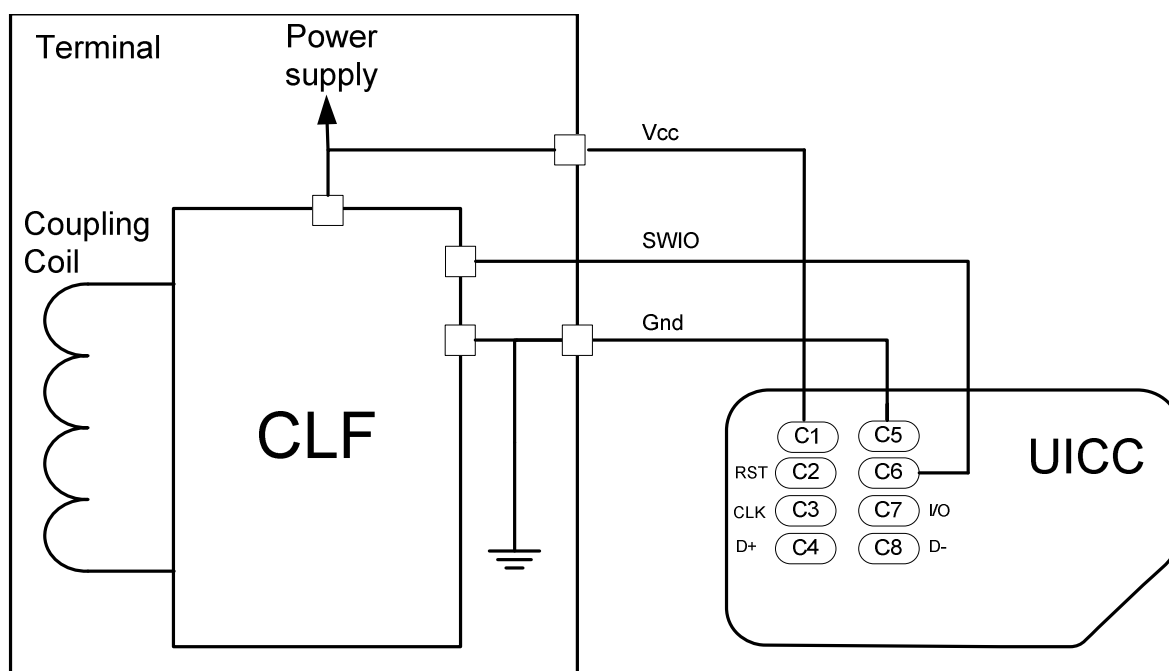 Terminal
Power
supply
Vcc
Coupling
Coil
SWIO
Gnd
CLF
UICC
C1 C5
RST C2 C6
CLK C3 C7 I/O
D+ C4 C8 D-